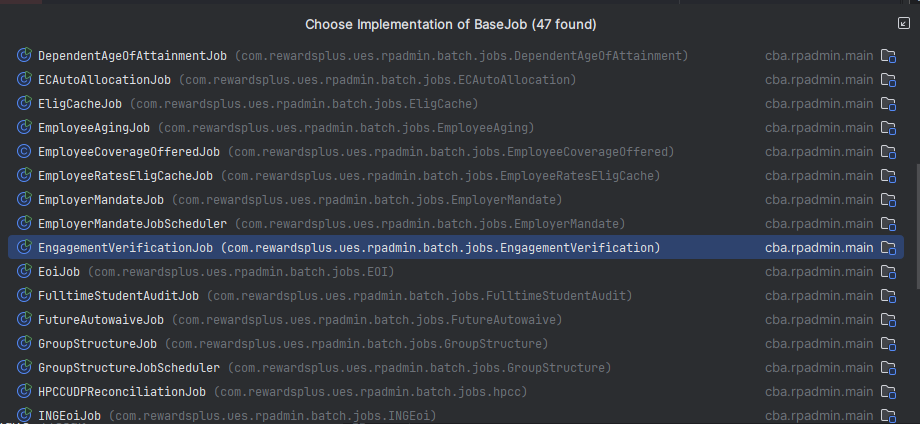 Choose Implementation of BaseJob (47 found)
DependentAgeOfAttainmentJob (com.rewardsplus.ues.rpadmin.batch.jobs.DependentAgeOfAttainment) cba.rpadmin.main
ECAutoAllocationJob (com.rewardsplus.ues.rpadmin.batch.jobs.ECAutoAllocation) cba.rpadmin.main
EligCacheJob (com.rewardsplus.ues.rpadmin.batch.jobs.EligCache) cba.rpadmin.main
EmployeeAgingJob (com.rewardsplus.ues.rpadmin.batch.jobs.EmployeeAging) cba.rpadmin.main
EmployeeCoverageOfferedJob (com.rewardsplus.ues.rpadmin.batch.jobs.EmployeeCoverageOffered) cba.rpadmin.main
EmployeeRatesEligCacheJob (com.rewardsplus.ues.rpadmin.batch.jobs.EmployeeRatesEligCache) cba.rpadmin.main
EmployerMandateJob (com.rewardsplus.ues.rpadmin.batch.jobs.EmployerMandate) cba.rpadmin.main
EmployerMandateJobScheduler (com.rewardsplus.ues.rpadmin.batch.jobs.EmployerMandate) cba.rpadmin.main
EngagementVerificationJob (com.rewardsplus.ues.rpadmin.batch.jobs.EngagementVerification) cba.rpadmin.main
EoiJob (com.rewardsplus.ues.rpadmin.batch.jobs.EOI) cba.rpadmin.main
FulltimeStudentAuditJob (com.rewardsplus.ues.rpadmin.batch.jobs.FulltimeStudentAudit) cba.rpadmin.main
FutureAutowaiveJob (com.rewardsplus.ues.rpadmin.batch.jobs.FutureAutowaive) cba.rpadmin.main
GroupStructureJob (com.rewardsplus.ues.rpadmin.batch.jobs.GroupStructure) cba.rpadmin.main
GroupStructureJobScheduler (com.rewardsplus.ues.rpadmin.batch.jobs.GroupStructure) cba.rpadmin.main
HPCCUDPReconciliationJob (com.rewardsplus.ues.rpadmin.batch.jobs.hpcc) cba.rpadmin.main
INGEoiJob (com.rewardsplus.ues.rpadmin.batch.jobs.INGEoi) cba.rpadmin.main